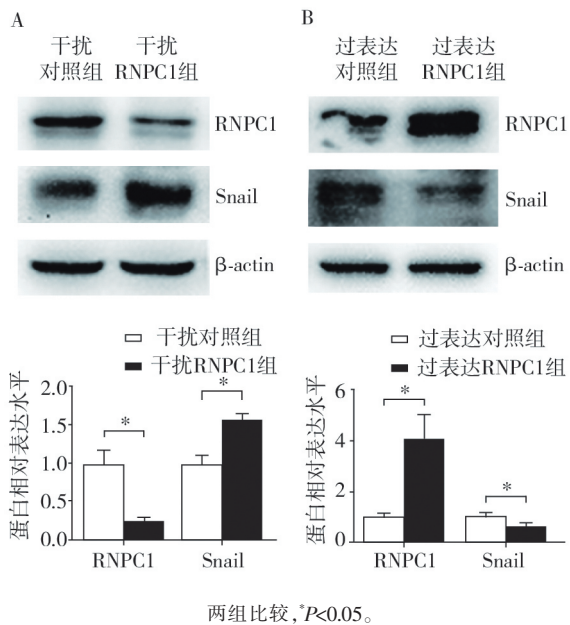 A
干扰 干扰
对照组 RNPC1组
RNPC1
Snail
β-actin
干扰对照组
干扰RNPC1组
蛋白相对表达水平
2.0
1.5
1.0
0.5
0.0
*
*
RNPC1 Snail
B
过表达 过表达
对照组 RNPC1组
RNPC1
Snail
β-actin
过表达对照组
过表达RNPC1组
蛋白相对表达水平
6
4
2
0
*
*
RNPC1 Snail
两组比较,*P<0.05。